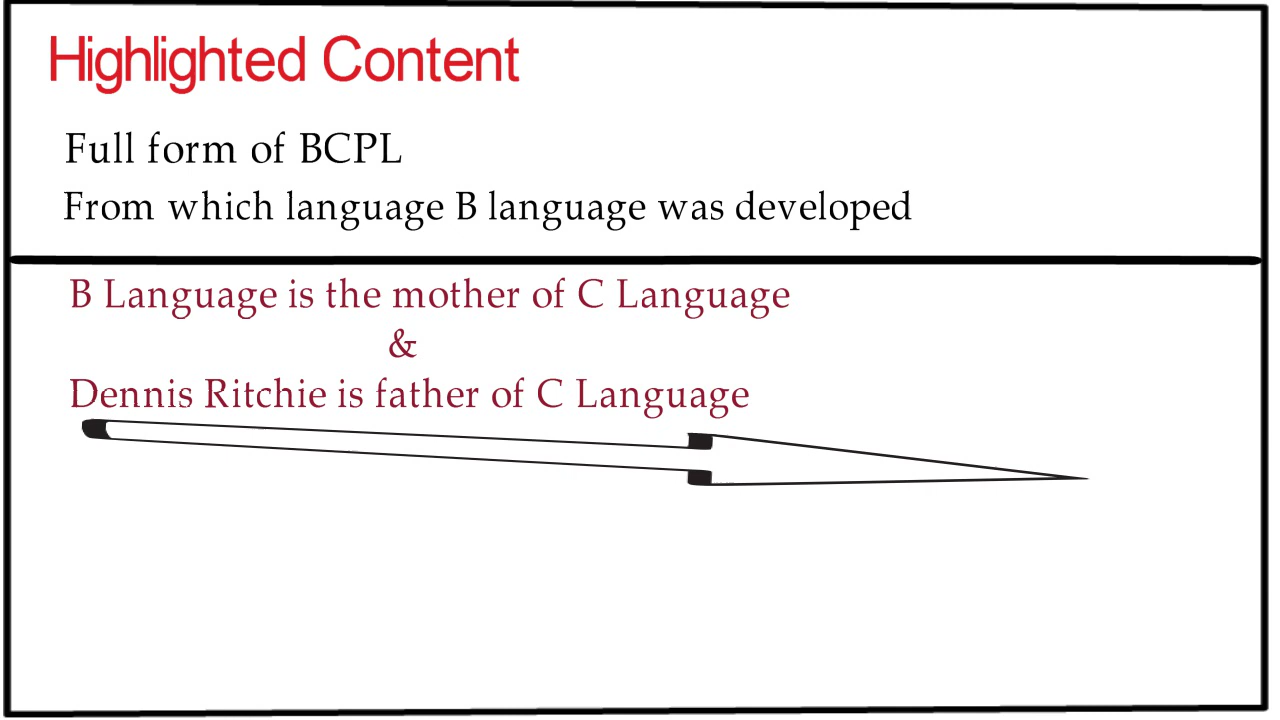 Highlighted Content
Full form of BCPL
From which language B language was developed
B Language is the mother of C Language
&
Dennis Ritchie is father of C Language